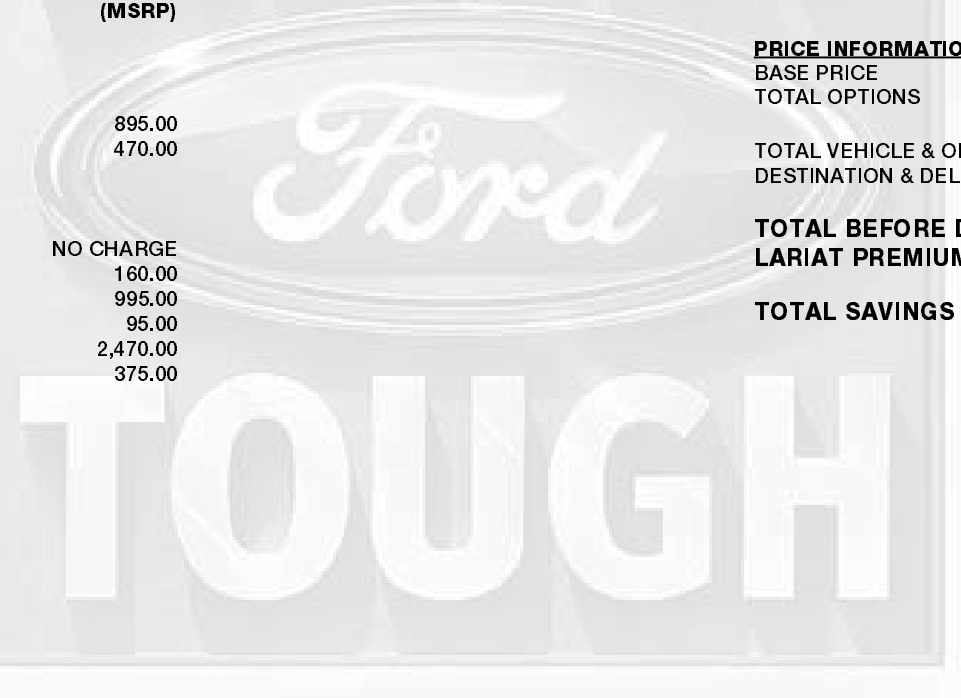 (MSRP)
895.00
470.00
NO CHARGE
160.00
995.00
95.00
2,470.00
375.00
PRICE INFORMATIO
BASE PRICE
TOTAL OPTIONS
TOTAL VEHICLE &
DESTINATION & DEL
TOTAL BEFORE D
LARIAT PREMIUM
TOTAL SAVINGS
Ford
TOUGH